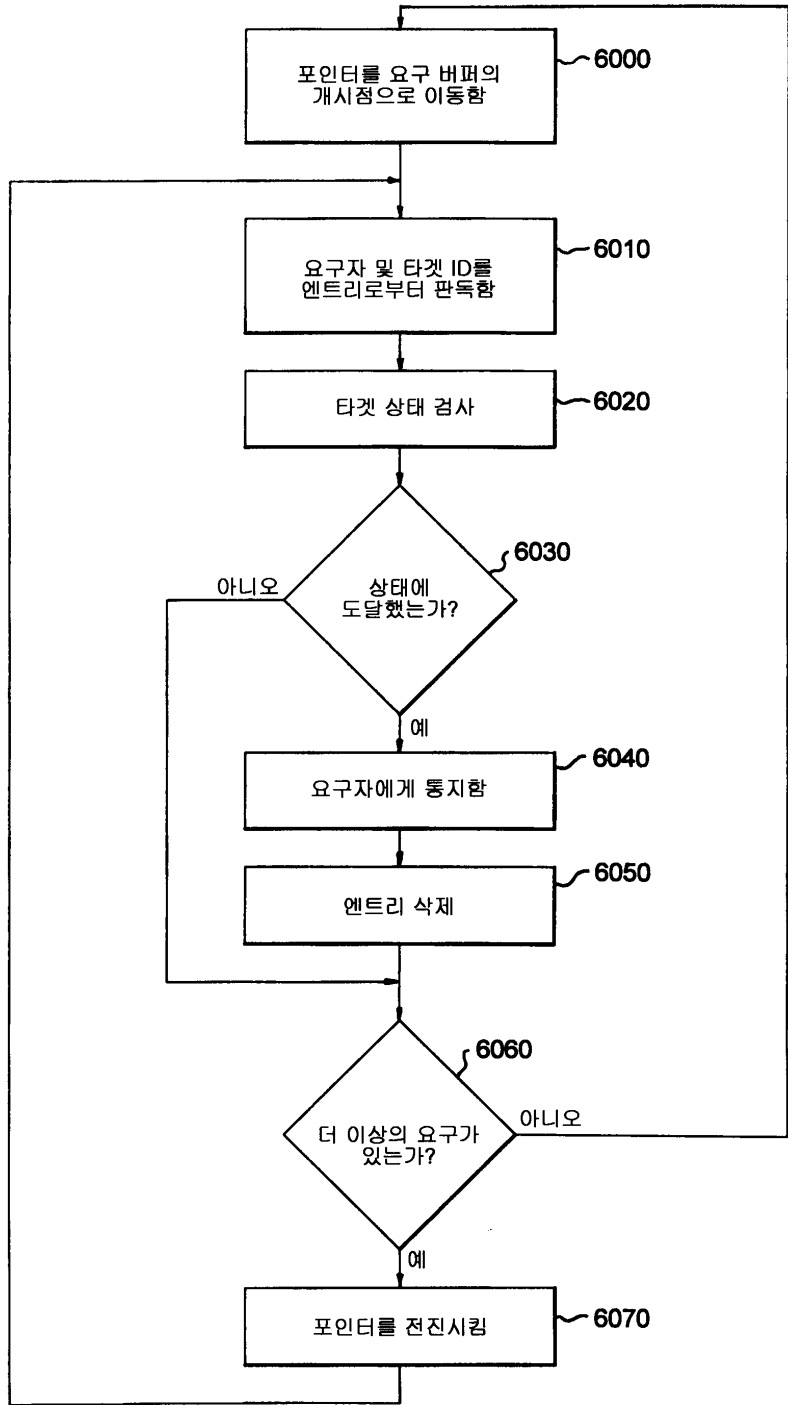 포인터를 요구 버퍼의
개시점으로 이동함
6000
요구자 및 타겟 ID를
엔트리로부터 판독함
6010
타겟 상태 검사
6020
6030
아니오
상태에
도달했는가?
예
요구자에게 통지함
6040
엔트리 삭제
6050
6060
더 이상의 요구가
있는가?
아니오
예
포인터를 전진시킴
6070